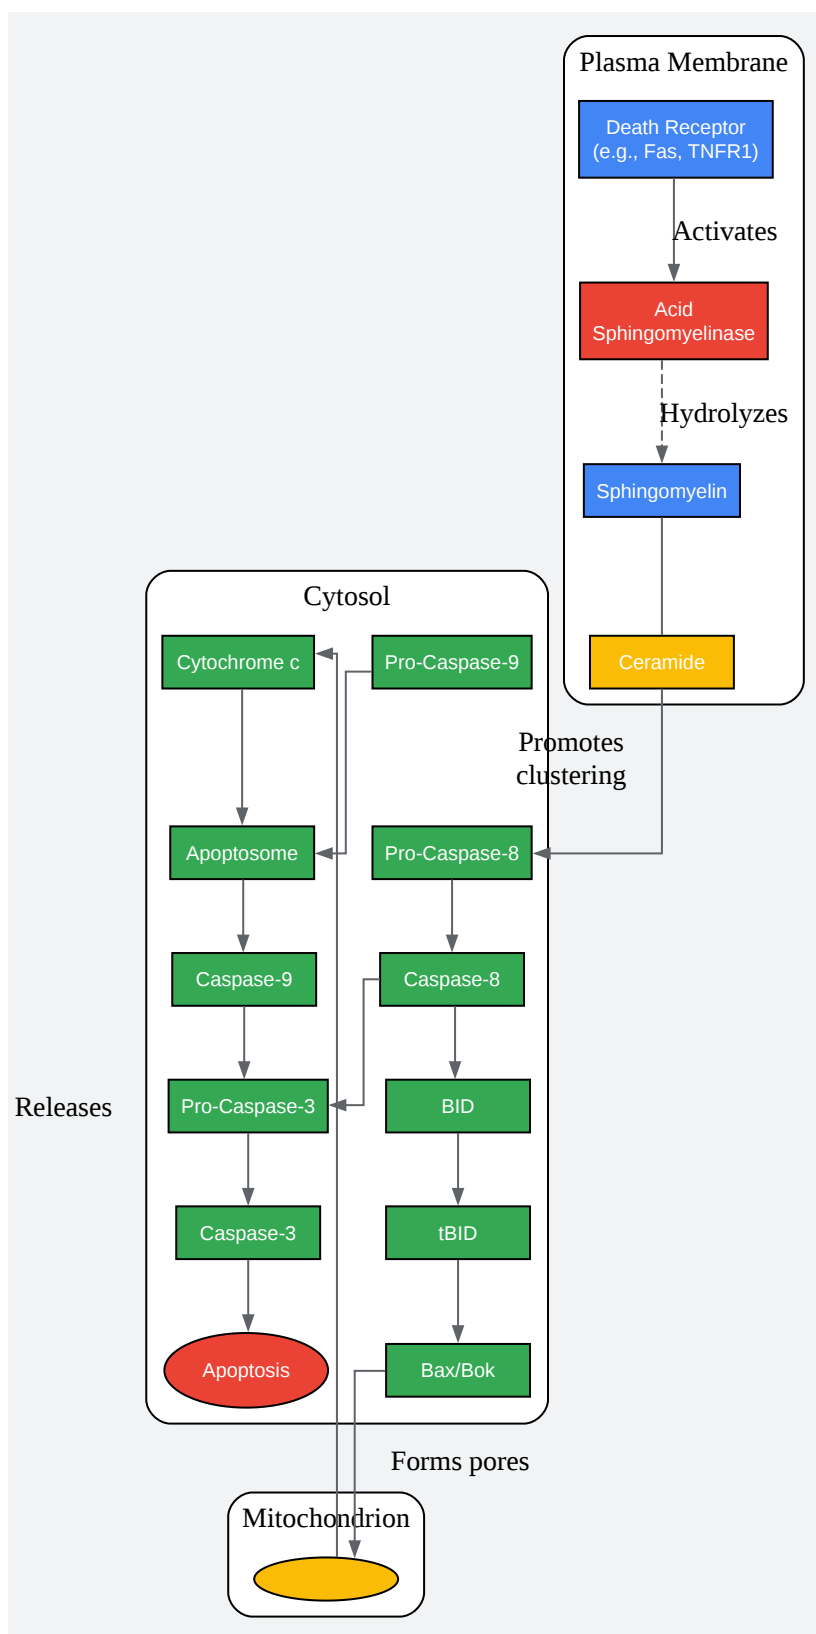 Plasma Membrane
Death Receptor
(e.g., Fas, TNFR1)
Activates
Acid
Sphingomyelinase
Hydrolyzes
Sphingomyelin
Ceramide
Promotes
clustering
Cytosol
Cytochrome c
Pro-Caspase-9
Apoptosome
Pro-Caspase-8
Caspase-9
Caspase-8
Releases
Pro-Caspase-3
BID
Caspase-3
tBID
Apoptosis
Bax/Bok
Forms pores
Mitochondrion